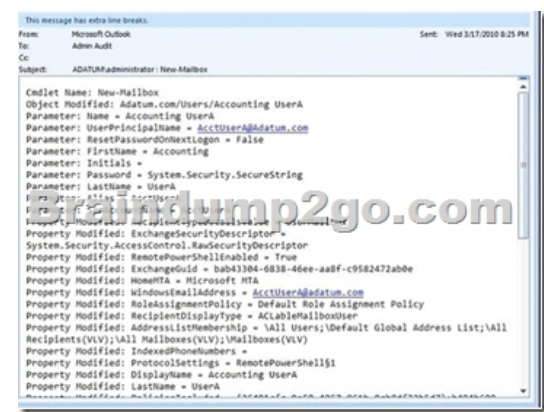 This message has extra line breaks.
From: Microsoft Outlook Sent: Wed 3/17/2010 8:25 PM
To: Admin Audit
Cc:
Subject: ADATUM\administrator : New-Mailbox
Cmdlet Name: New-Mailbox
Object Modified: Adatum.com/Users/Accounting UserA
Parameter: Name = Accounting UserA
Parameter: UserPrincipalName = AcctUserA@Adatum.com
Parameter: ResetPasswordOnNextLogon = False
Parameter: FirstName = Accounting
Parameter: Initials =
Parameter: Password = System.Security.SecureString
Parameter: LastName = UserA
Braindump2go.com
Property Modified: ExchangeSecurityDescriptor =
System.Security.AccessControl.RawSecurityDescriptor
Property Modified: RemotePowerShellEnabled = True
Property Modified: ExchangeGuid = bab43304-6838-46ee-aa8f-c9582472ab0e
Property Modified: HomeMTA = Microsoft MTA
Property Modified: WindowsEmailAddress = AcctUserA@adatum.com
Property Modified: RoleAssignmentPolicy = Default Role Assignment Policy
Property Modified: RecipientDisplayType = ACLableMailboxUser
Property Modified: AddressListMembership = \All Users;\Default Global Address List;\All
Recipients(VLV);\All Mailboxes(VLV);\Mailboxes(VLV)
Property Modified: IndexedPhoneNumbers =
Property Modified: ProtocolSettings = RemotePowerShell§1
Property Modified: DisplayName = Accounting UserA
Property Modified: LastName = UserA